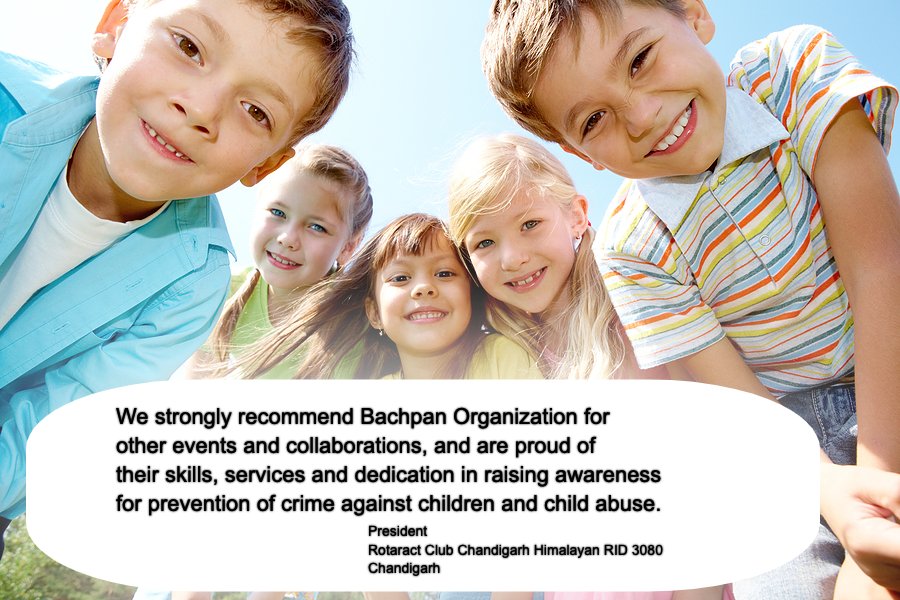 We strongly recommend Bachpan Organization for
other events and collaborations, and are proud of
their skills, services and dedication in raising awareness
for prevention of crime against children and child abuse.
President
Rotaract Club Chandigarh Himalayan RID 3080
Chandigarh